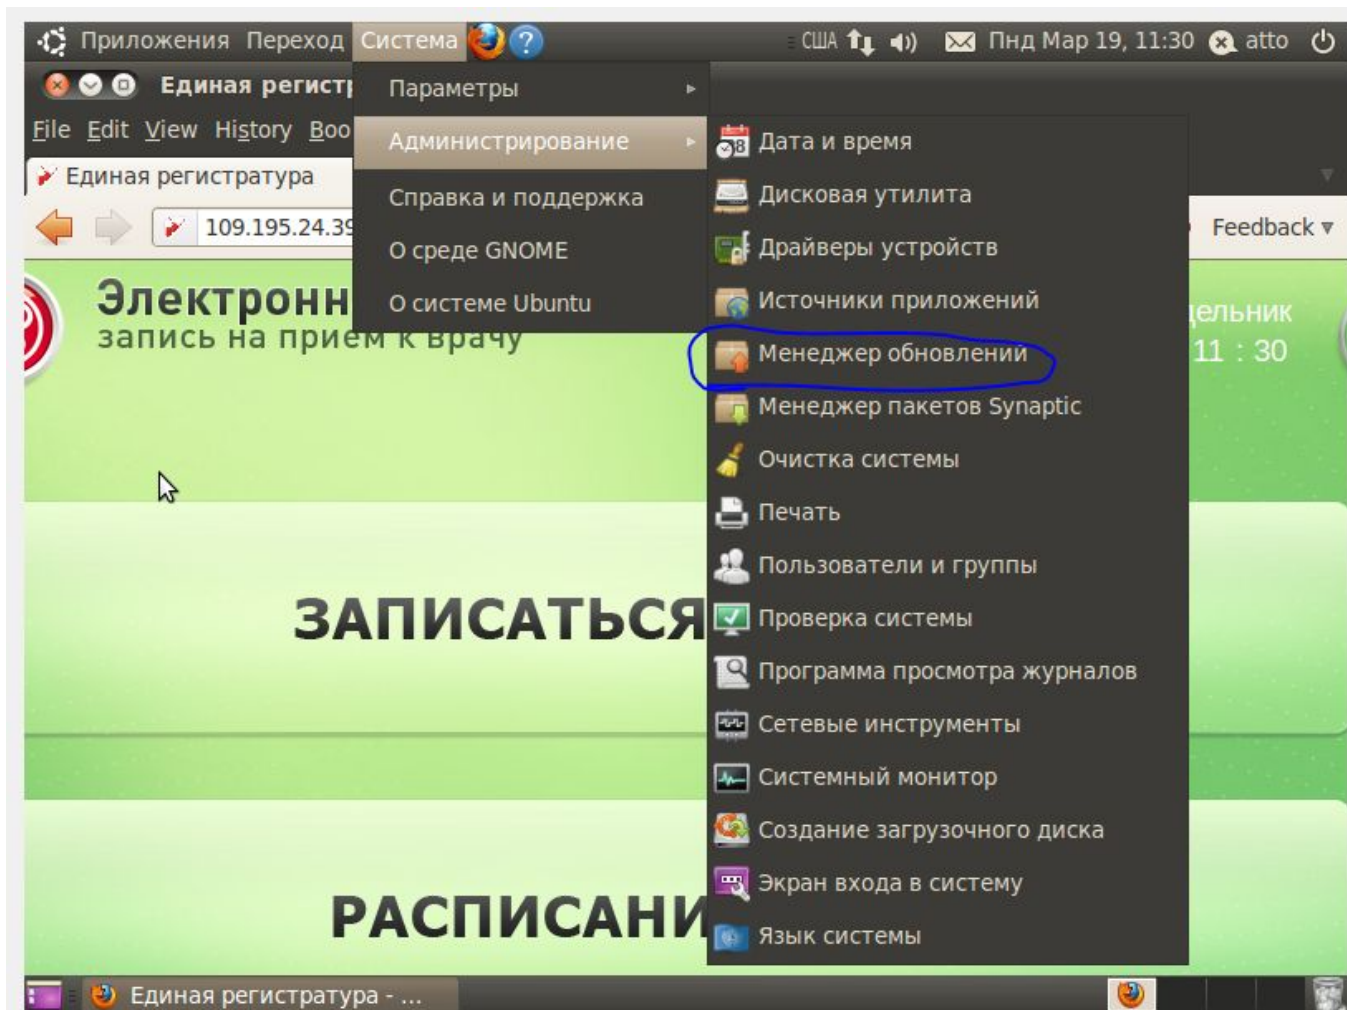 Приложения Переход Система США Пнд Мар 19, 11:30 atto
Единая регистр
File Edit View History Boo
Единая регистратура
109.195.24.39
Feedback
Параметры
Администрирование
Справка и поддержка
О среде GNOME
О системе Ubuntu
Дата и время
Дисковая утилита
Драйверы устройств
Источники приложений
Менеджер обновлений
Менеджер пакетов Synaptic
Очистка системы
Печать
Пользователи и группы
Проверка системы
Программа просмотра журналов
Сетевые инструменты
Системный монитор
Создание загрузочного диска
Экран входа в систему
Язык системы
Электронн
запись на прием к врачу
дельник
11 : 30
ЗАПИСАТЬСЯ
РАСПИСАНИ
Единая регистратура - ...